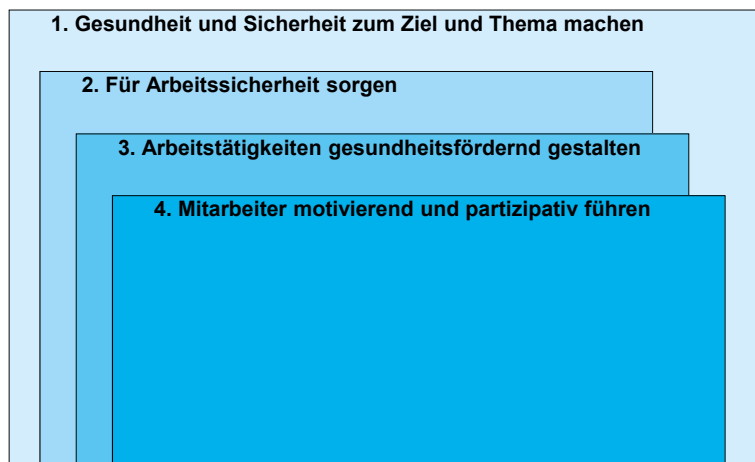 1. Gesundheit und Sicherheit zum Ziel und Thema machen
2. Für Arbeitssicherheit sorgen
3. Arbeitstätigkeiten gesundheitsfördernd gestalten
4. Mitarbeiter motivierend und partizipativ führen